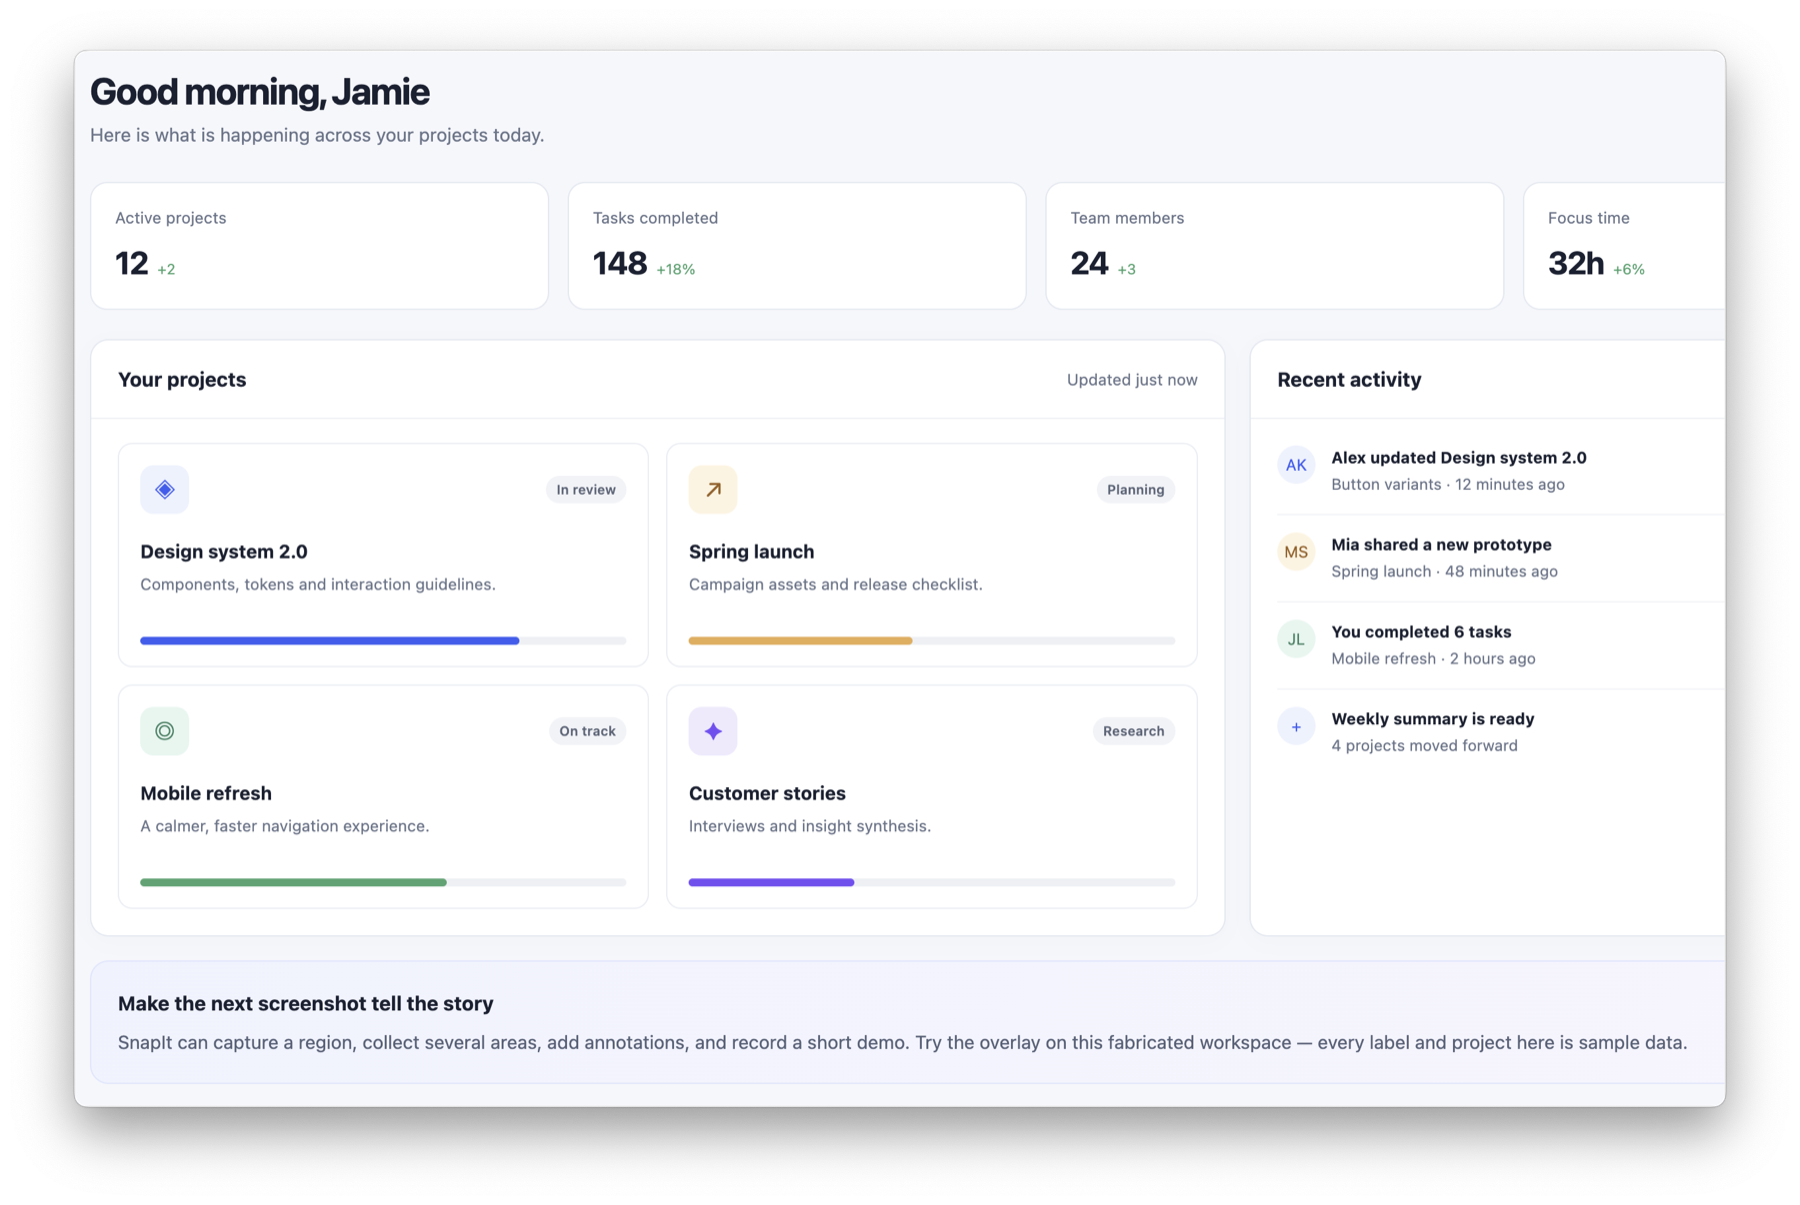 Good morning, Jamie
Here is what is happening across your projects today.
Active projects
12 +2
Tasks completed
148 +18%
Team members
24 +3
Focus time
32h +6%
Your projects
Updated just now
In review
Design system 2.0
Components, tokens and interaction guidelines.
Planning
Spring launch
Campaign assets and release checklist.
On track
Mobile refresh
A calmer, faster navigation experience.
Research
Customer stories
Interviews and insight synthesis.
Recent activity
AK
Alex updated Design system 2.0
Button variants · 12 minutes ago
MS
Mia shared a new prototype
Spring launch · 48 minutes ago
JL
You completed 6 tasks
Mobile refresh · 2 hours ago
+
Weekly summary is ready
4 projects moved forward
Make the next screenshot tell the story
SnapIt can capture a region, collect several areas, add annotations, and record a short demo. Try the overlay on this fabricated workspace — every label and project here is sample data.